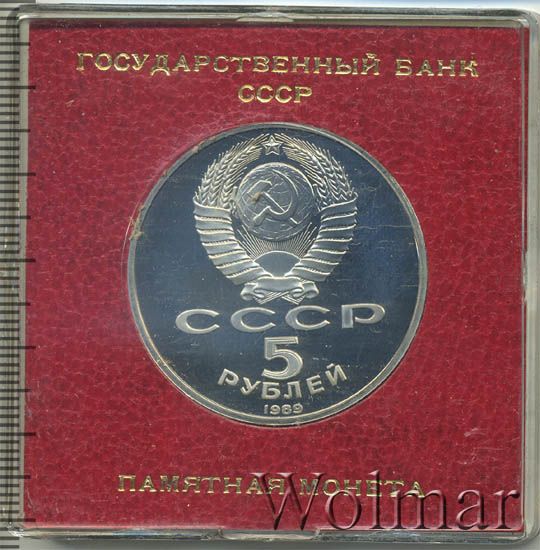 ГОСУДАРСТВЕННЫЙ БАНК
СССР
СССР
5
РУБЛЕЙ
1989
ПАМЯТНАЯ МОНЕТА
Wolmar